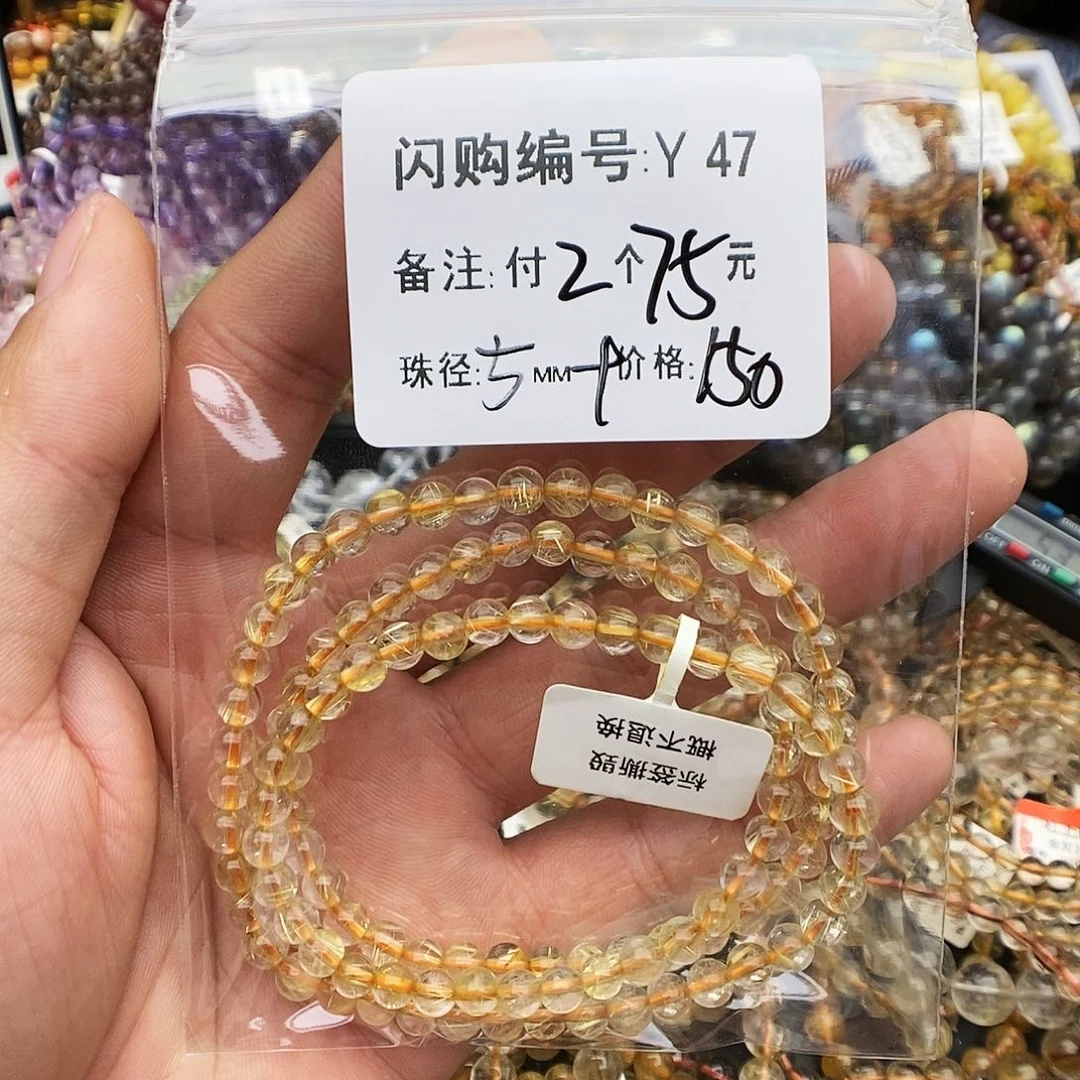 闪购编号:Y 47
备注:付2个75元
珠径:5MM 价格:150
标签撕毁
概不退换
ON